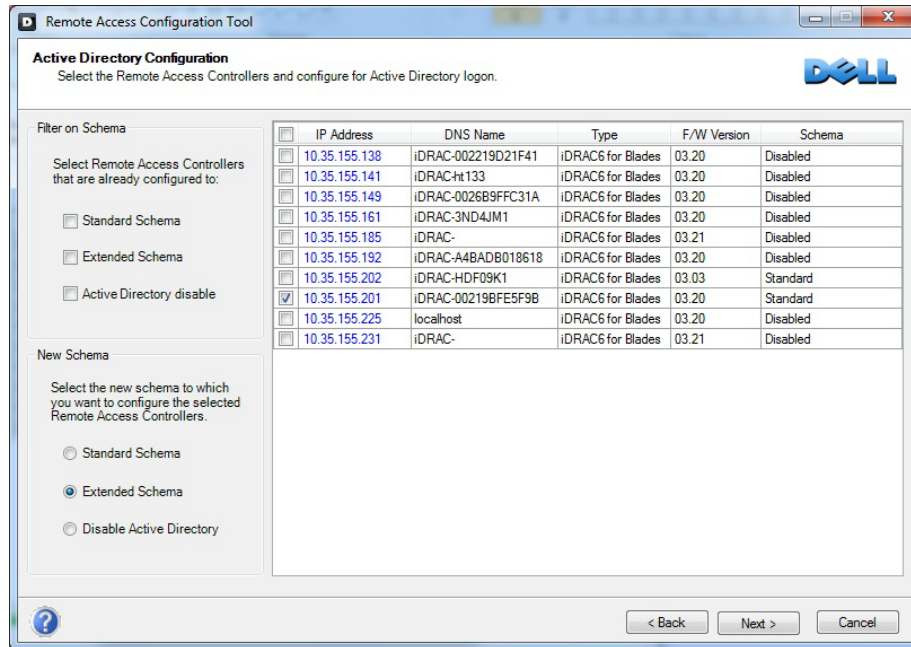 Remote Access Configuration Tool
Active Directory Configuration
Select the Remote Access Controllers and configure for Active Directory logon.
DELL
Filter on Schema
Select Remote Access Controllers
that are already configured to:
Standard Schema
Extended Schema
Active Directory disable
New Schema
Select the new schema to which
you want to configure the selected
Remote Access Controllers.
Standard Schema
Extended Schema
Disable Active Directory
IP Address DNS Name Type F/W Version Schema
10.35.155.138 iDRAC-002219D21F41 iDRAC6 for Blades 03.20 Disabled
10.35.155.141 iDRAC-ht133 iDRAC6 for Blades 03.20 Disabled
10.35.155.149 iDRAC-0026B9FFC31A iDRAC6 for Blades 03.20 Disabled
10.35.155.161 iDRAC-3ND4JM1 iDRAC6 for Blades 03.20 Disabled
10.35.155.185 iDRAC- iDRAC6 for Blades 03.21 Disabled
10.35.155.192 iDRAC-A4BADB018618 iDRAC6 for Blades 03.20 Disabled
10.35.155.202 iDRAC-HDF09K1 iDRAC6 for Blades 03.03 Standard
10.35.155.201 iDRAC-00219BFE5F9B iDRAC6 for Blades 03.20 Standard
10.35.155.225 localhost iDRAC6 for Blades 03.20 Disabled
10.35.155.231 iDRAC- iDRAC6 for Blades 03.21 Disabled
< Back Next > Cancel